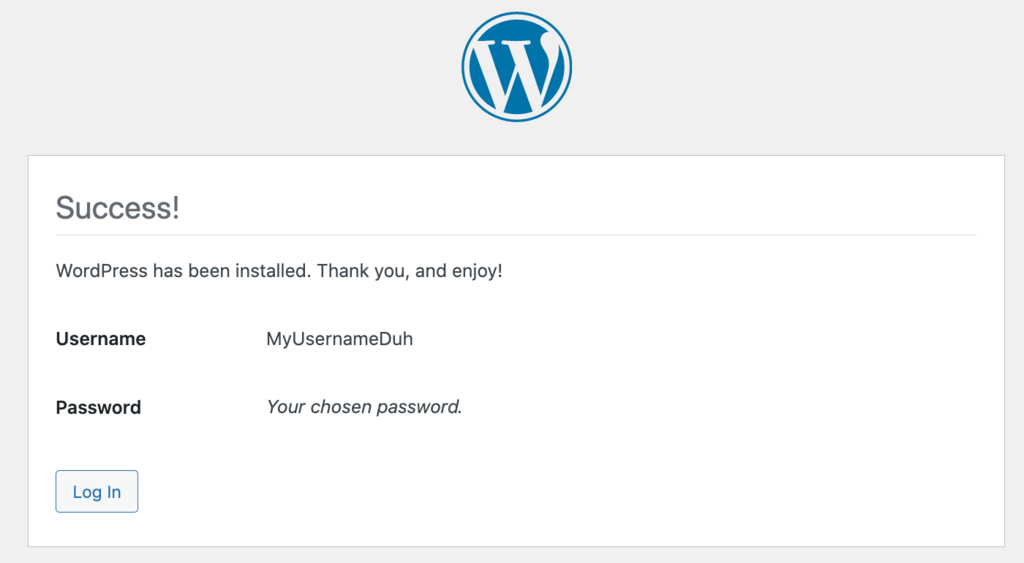 Success!
WordPress has been installed. Thank you, and enjoy!
Username MyUsernameDuh
Password Your chosen password.
Log In